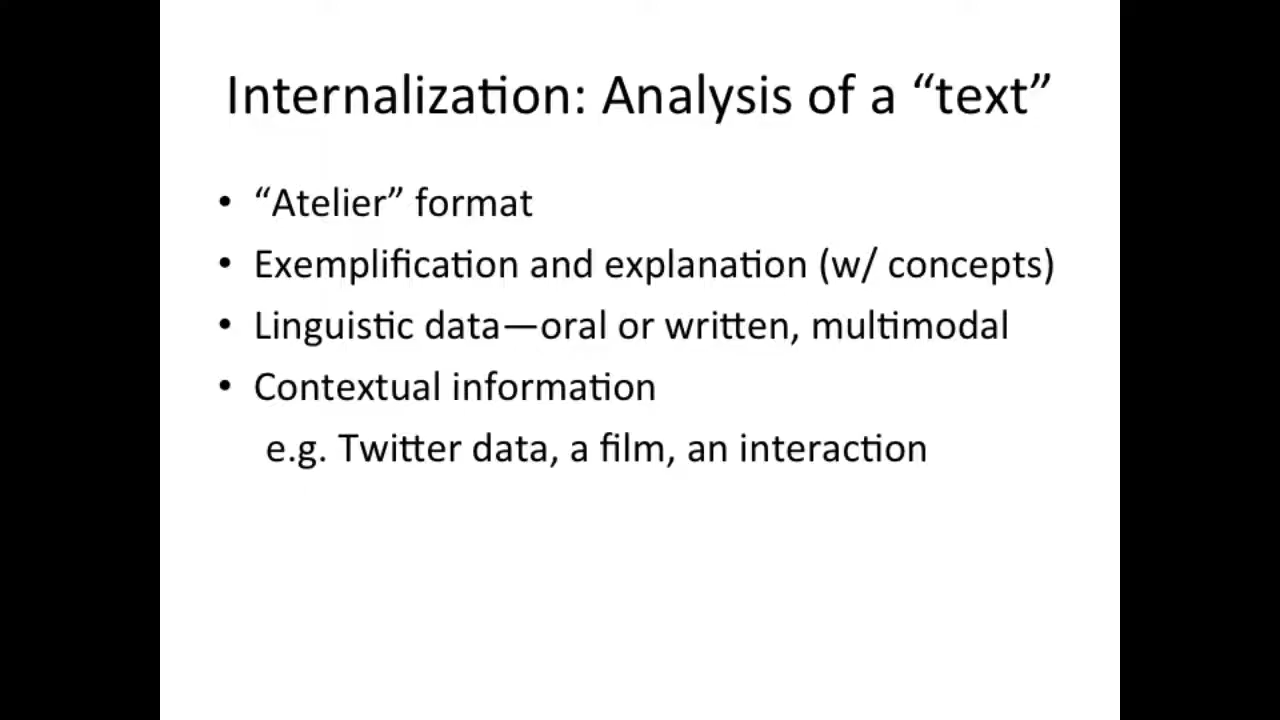 Internalization: Analysis of a “text”
• “Atelier” format
• Exemplification and explanation (w/ concepts)
• Linguistic data—oral or written, multimodal
• Contextual information
e.g. Twitter data, a film, an interaction